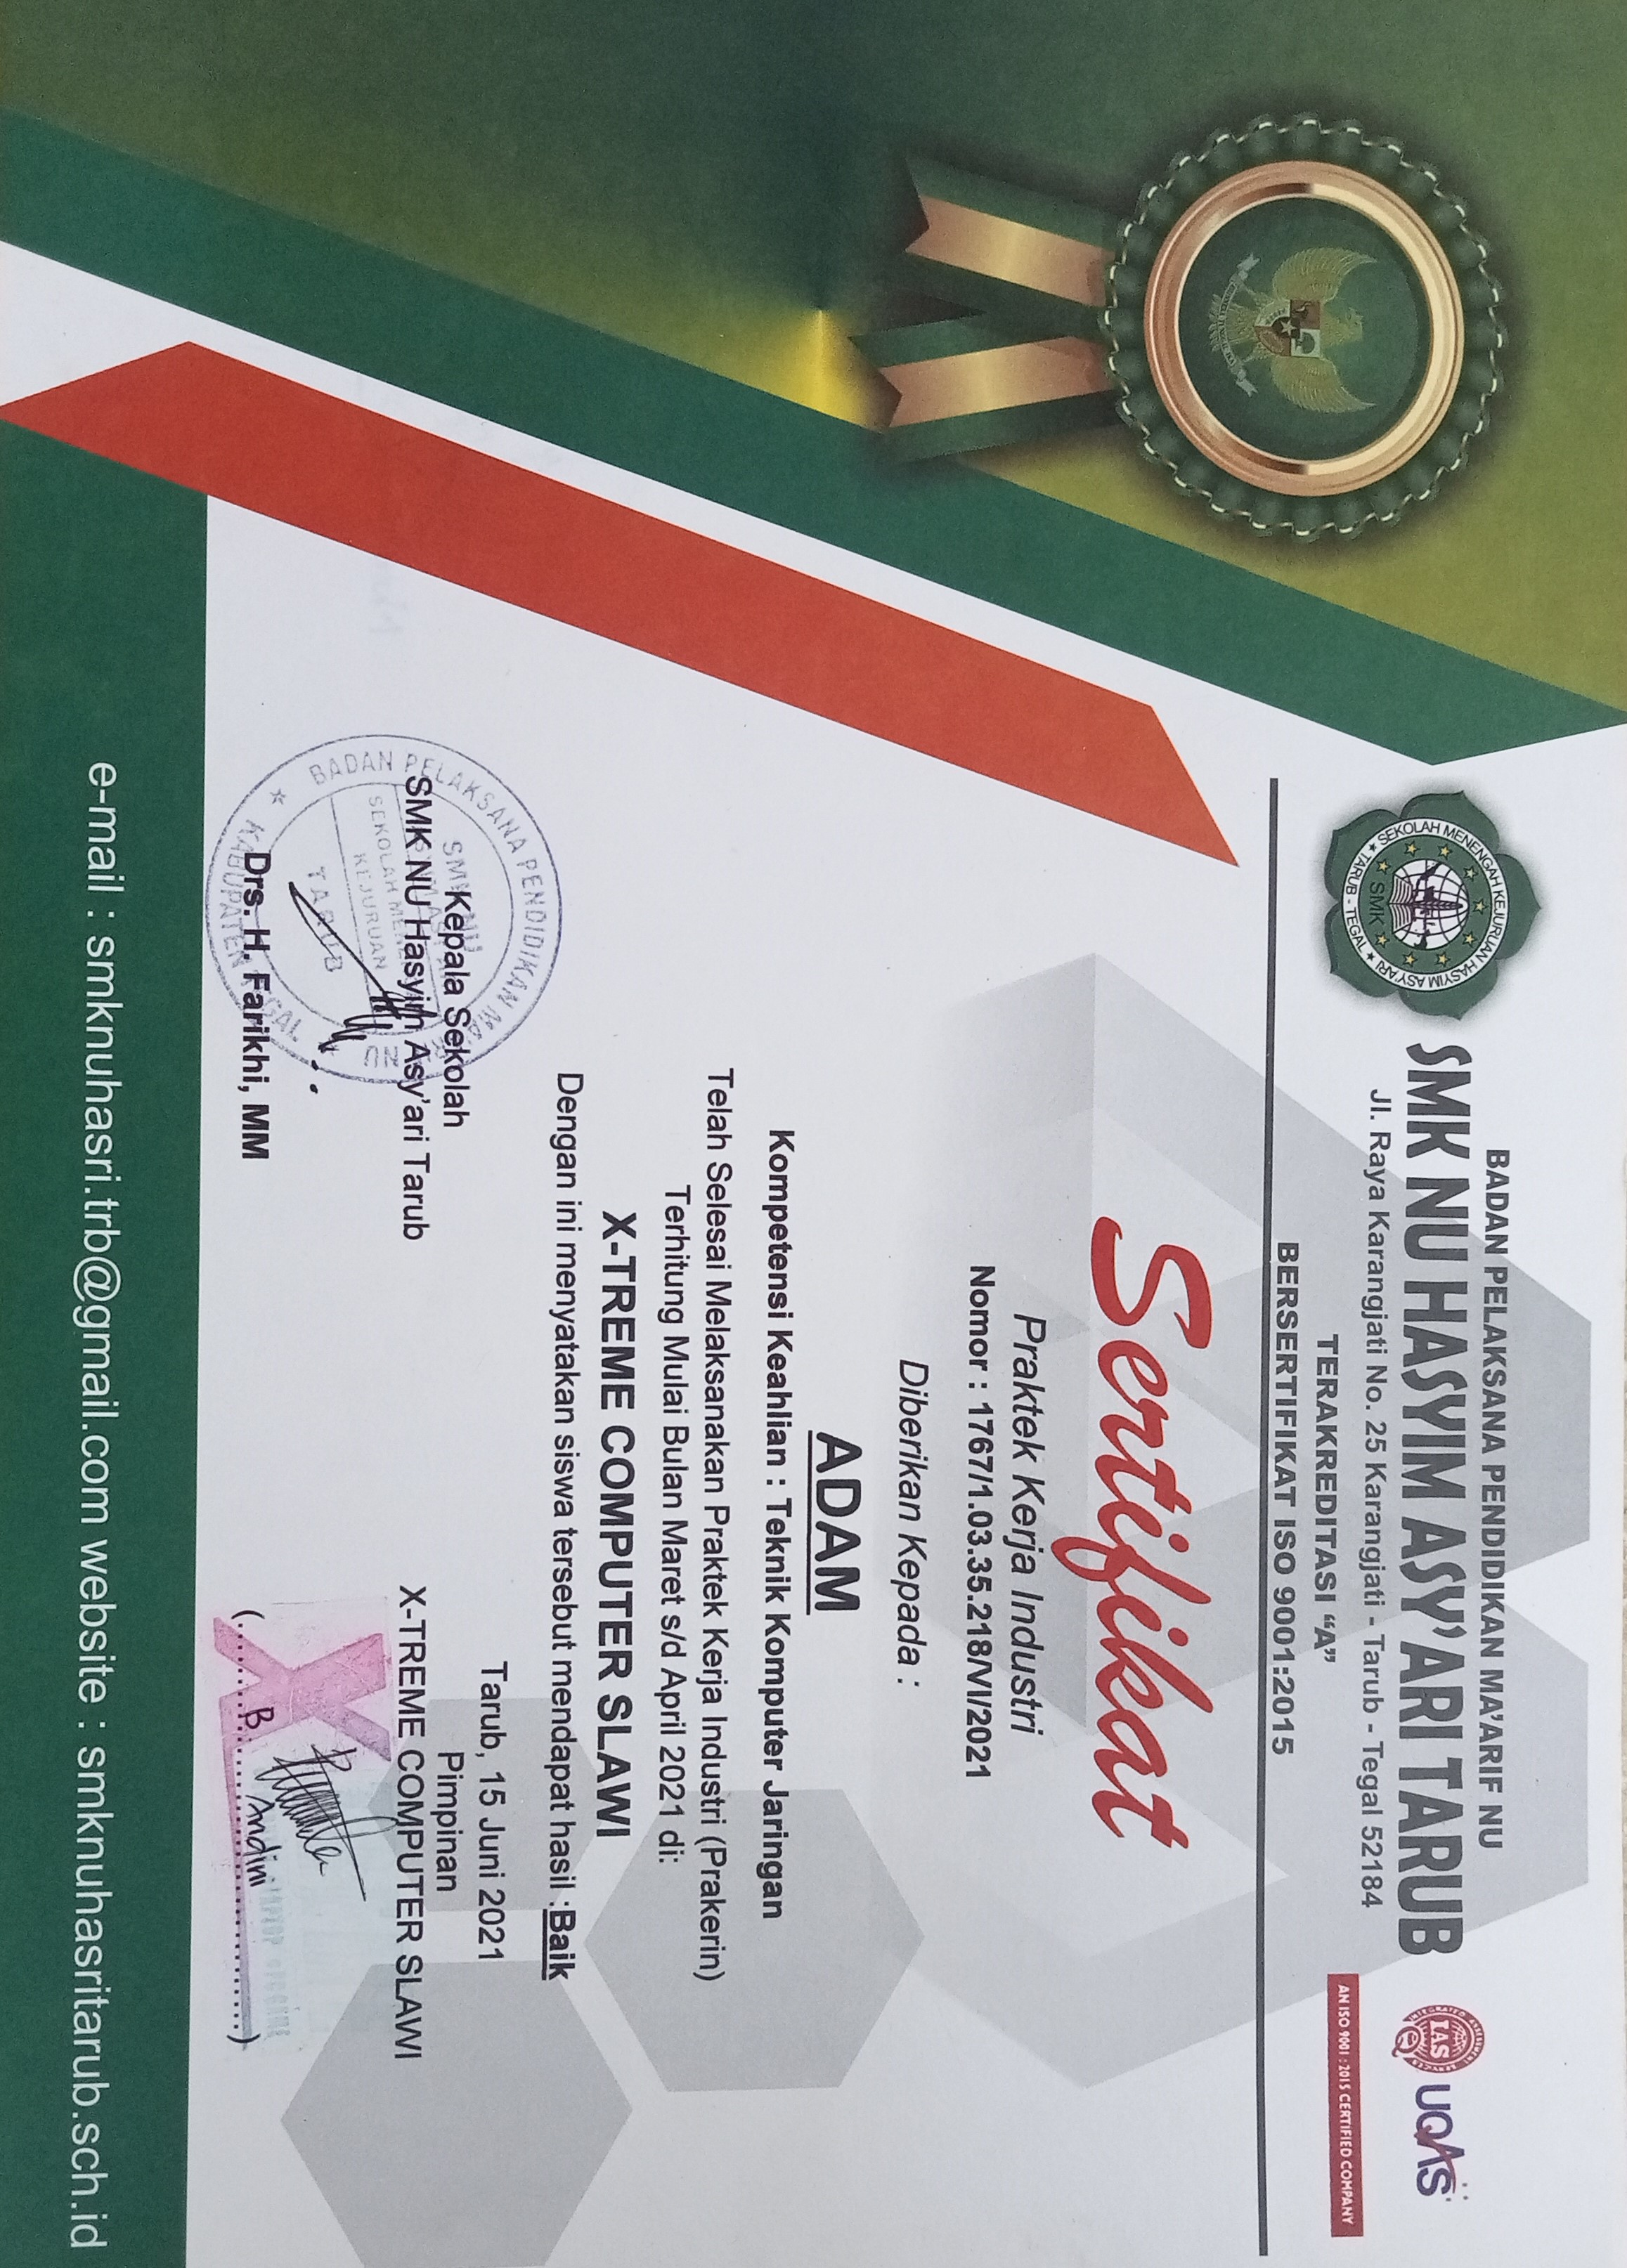 BADAN PELAKSANA PENDIDIKAN MA'ARIF NU
SMK NU HASYIM ASY'ARI TARUB
Jl. Raya Karangjati No. 25 Karangjati - Tarub - Tegal 52184
TERAKREDITASI “A”
BERSERTIFIKAT ISO 9001:2015
SEKOLAH MENENGAH KEJURUAN HASYIM ASY'ARI
SMK
★ TARUB - TEGAL ★
IAS
UQAS
AN ISO 9001 : 2015 CERTIFIED COMPANY
Sertifikat
Praktek Kerja Industri
Nomor : 1767/1.03.35.218/VI/2021
Diberikan Kepada :
ADAM
Kompetensi Keahlian : Teknik Komputer Jaringan
Telah Selesai Melaksanakan Praktek Kerja Industri (Prakerin)
Terhitung Mulai Bulan Maret s/d April 2021 di:
X-TREME COMPUTER SLAWI
Dengan ini menyatakan siswa tersebut mendapat hasil :Baik
Tarub, 15 Juni 2021
Kepala Sekolah
SMK NU Hasyim Asy'ari Tarub
Drs. H. Farikhi, MM
BADAN PELAKSANA PENDIDIKAN MA'ARIF NU
SMK NU
SEKOLAH MENENGAH
KEJURUAN
TARUB
KABUPATEN TEGAL
Pimpinan
X-TREME COMPUTER SLAWI
X
(....... B. Andini .......)
e-mail : smknuhasri.trb@gmail.com website : smknuhasritarub.sch.id